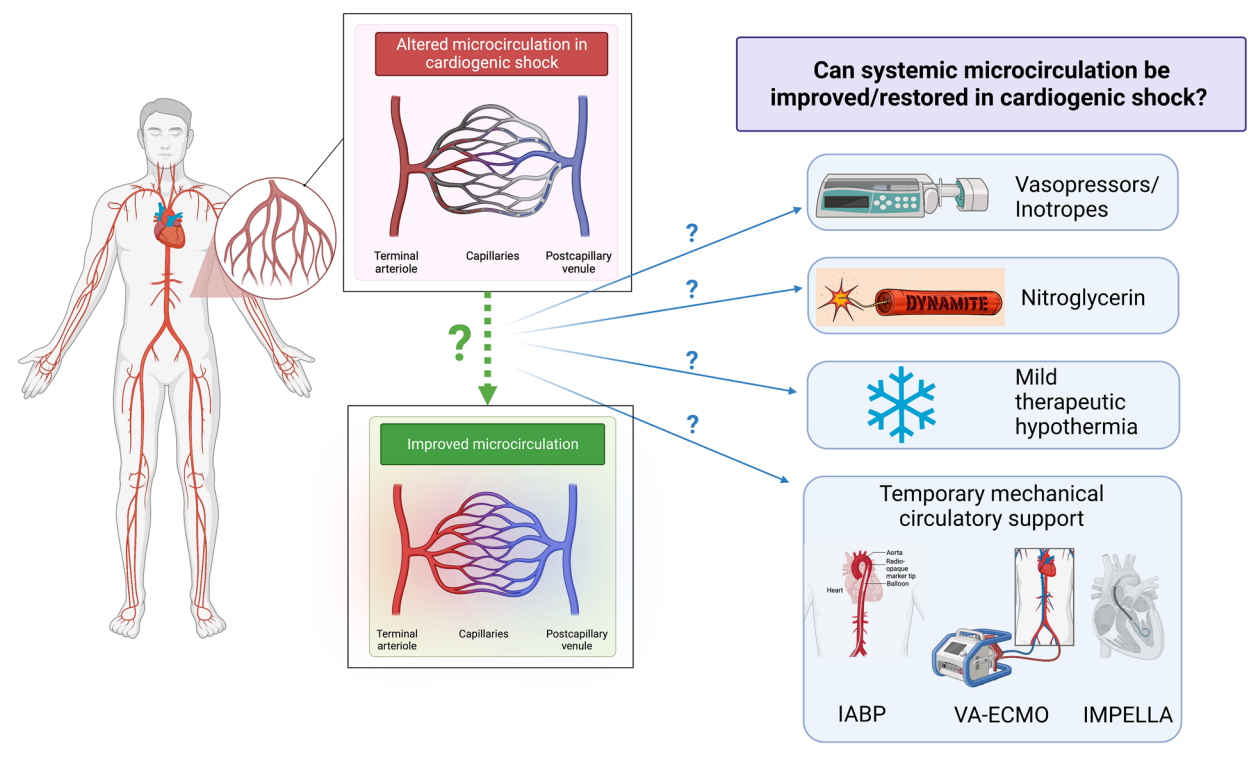 Altered microcirculation in
cardiogenic shock
Terminal
arteriole
Capillaries
Postcapillary
venule
?
Improved microcirculation
Terminal
arteriole
Capillaries
Postcapillary
venule
Can systemic microcirculation be
improved/restored in cardiogenic shock?
?
Vasopressors/
Inotropes
?
DYNAMITE
Nitroglycerin
?
Mild
therapeutic
hypothermia
?
Temporary mechanical
circulatory support
Aorta
Radio-
opaque
marker tip
Balloon
Heart
IABP
VA-ECMO
IMPELLA